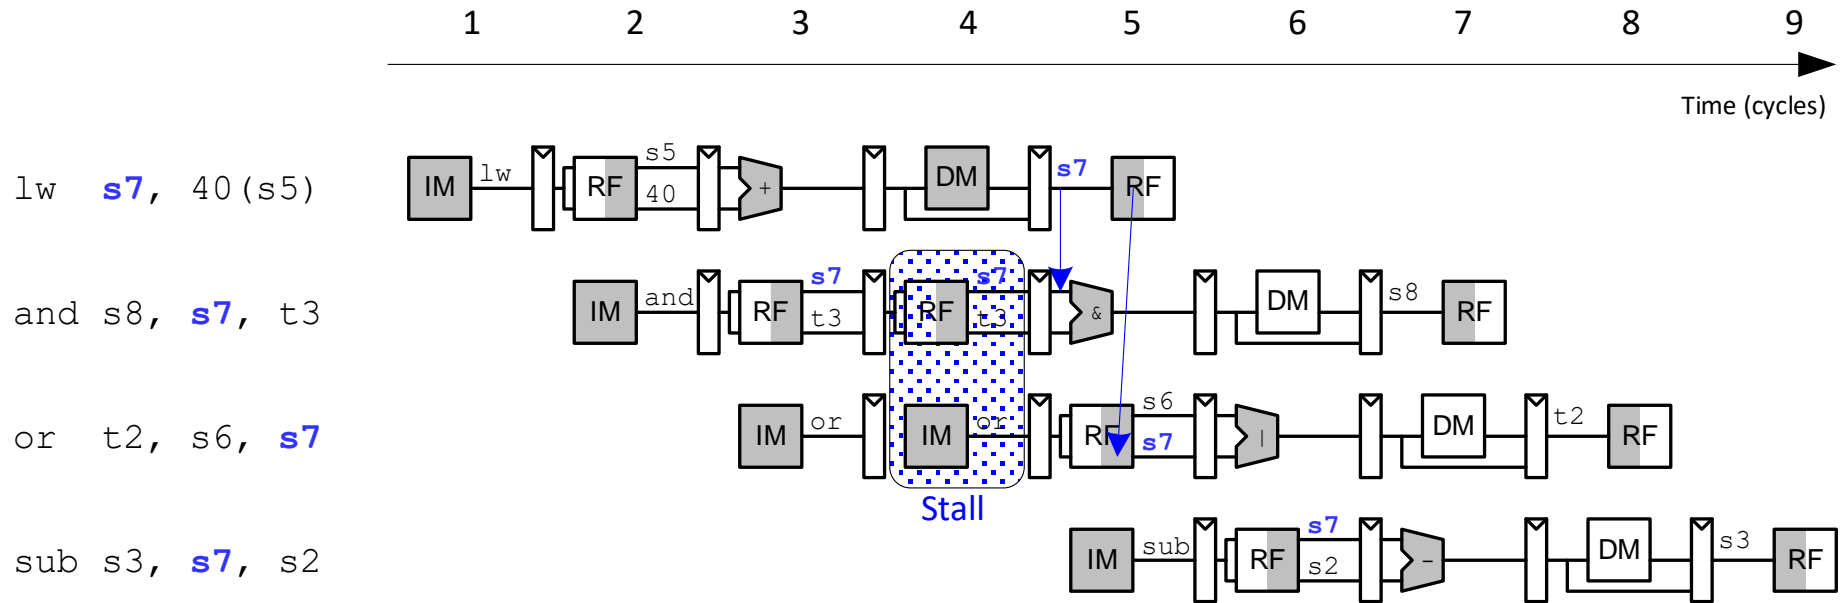 1 2 3 4 5 6 7 8 9
Time (cycles)
lw s7, 40(s5) IM lw RF s5 40 + DM s7 RF
and s8, s7, t3 IM and RF s7 t3 RF s7 t3 & DM s8 RF
or t2, s6, s7 IM or IM or RF s6 s7 | DM t2 RF
Stall
sub s3, s7, s2 IM sub RF s7 s2 - DM s3 RF